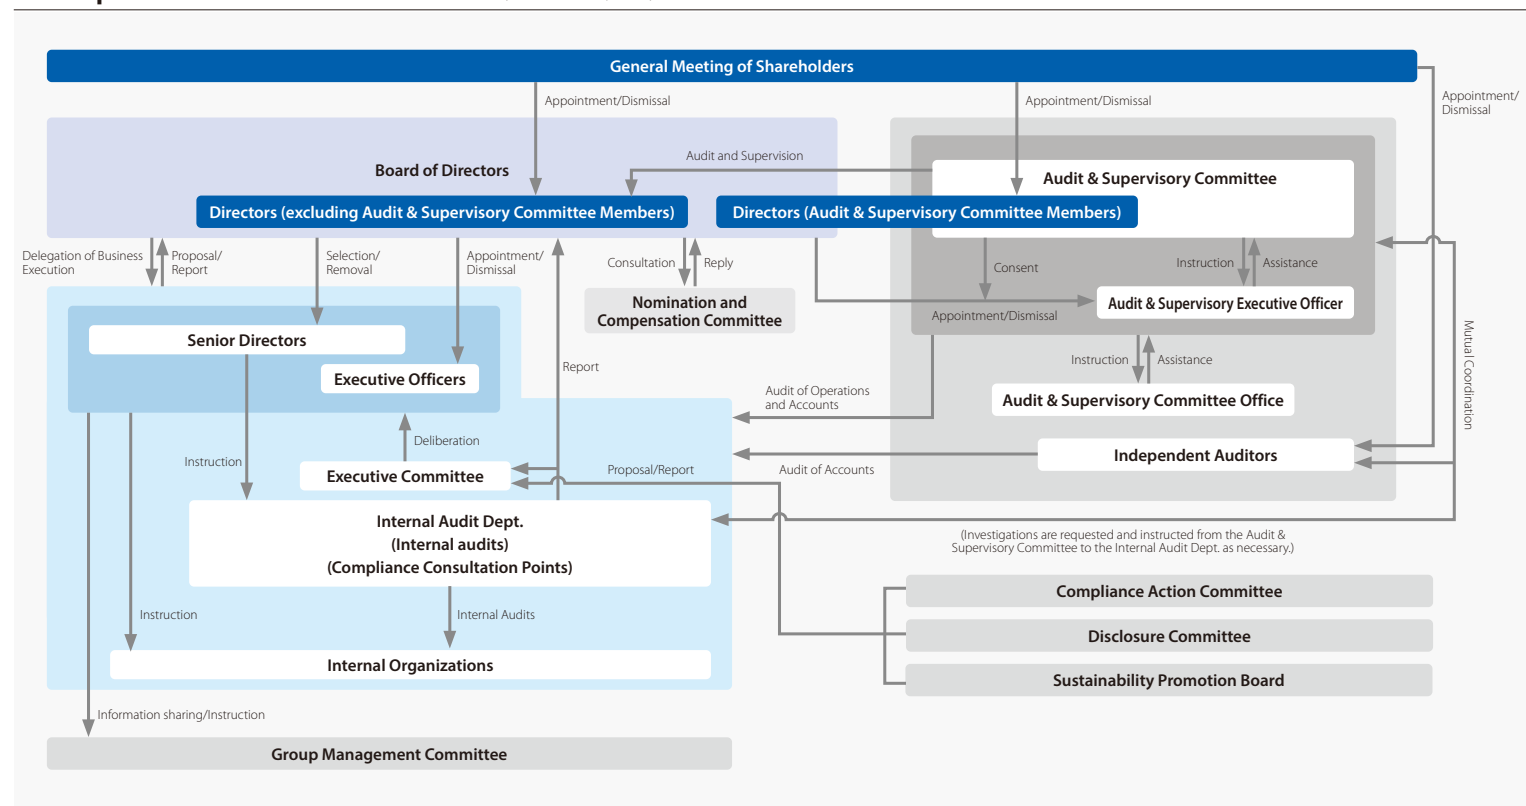 General Meeting of Shareholders
Appointment/Dismissal
Appointment/Dismissal
Appointment/
Dismissal
Board of Directors
Audit and Supervision
Audit & Supervisory Committee
Directors (excluding Audit & Supervisory Committee Members)
Directors (Audit & Supervisory Committee Members)
Delegation of Business
Execution
Proposal/
Report
Selection/
Removal
Appointment/
Dismissal
Consultation
Reply
Consent
Instruction
Assistance
Nomination and
Compensation Committee
Audit & Supervisory Executive Officer
Appointment/Dismissal
Senior Directors
Executive Officers
Report
Instruction
Assistance
Mutual Coordination
Audit of Operations
and Accounts
Audit & Supervisory Committee Office
Deliberation
Instruction
Executive Committee
Proposal/Report
Audit of Accounts
Independent Auditors
Internal Audit Dept.
(Internal audits)
(Compliance Consultation Points)
(Investigations are requested and instructed from the Audit &
Supervisory Committee to the Internal Audit Dept. as necessary.)
Compliance Action Committee
Instruction
Internal Audits
Disclosure Committee
Internal Organizations
Sustainability Promotion Board
Information sharing/Instruction
Group Management Committee